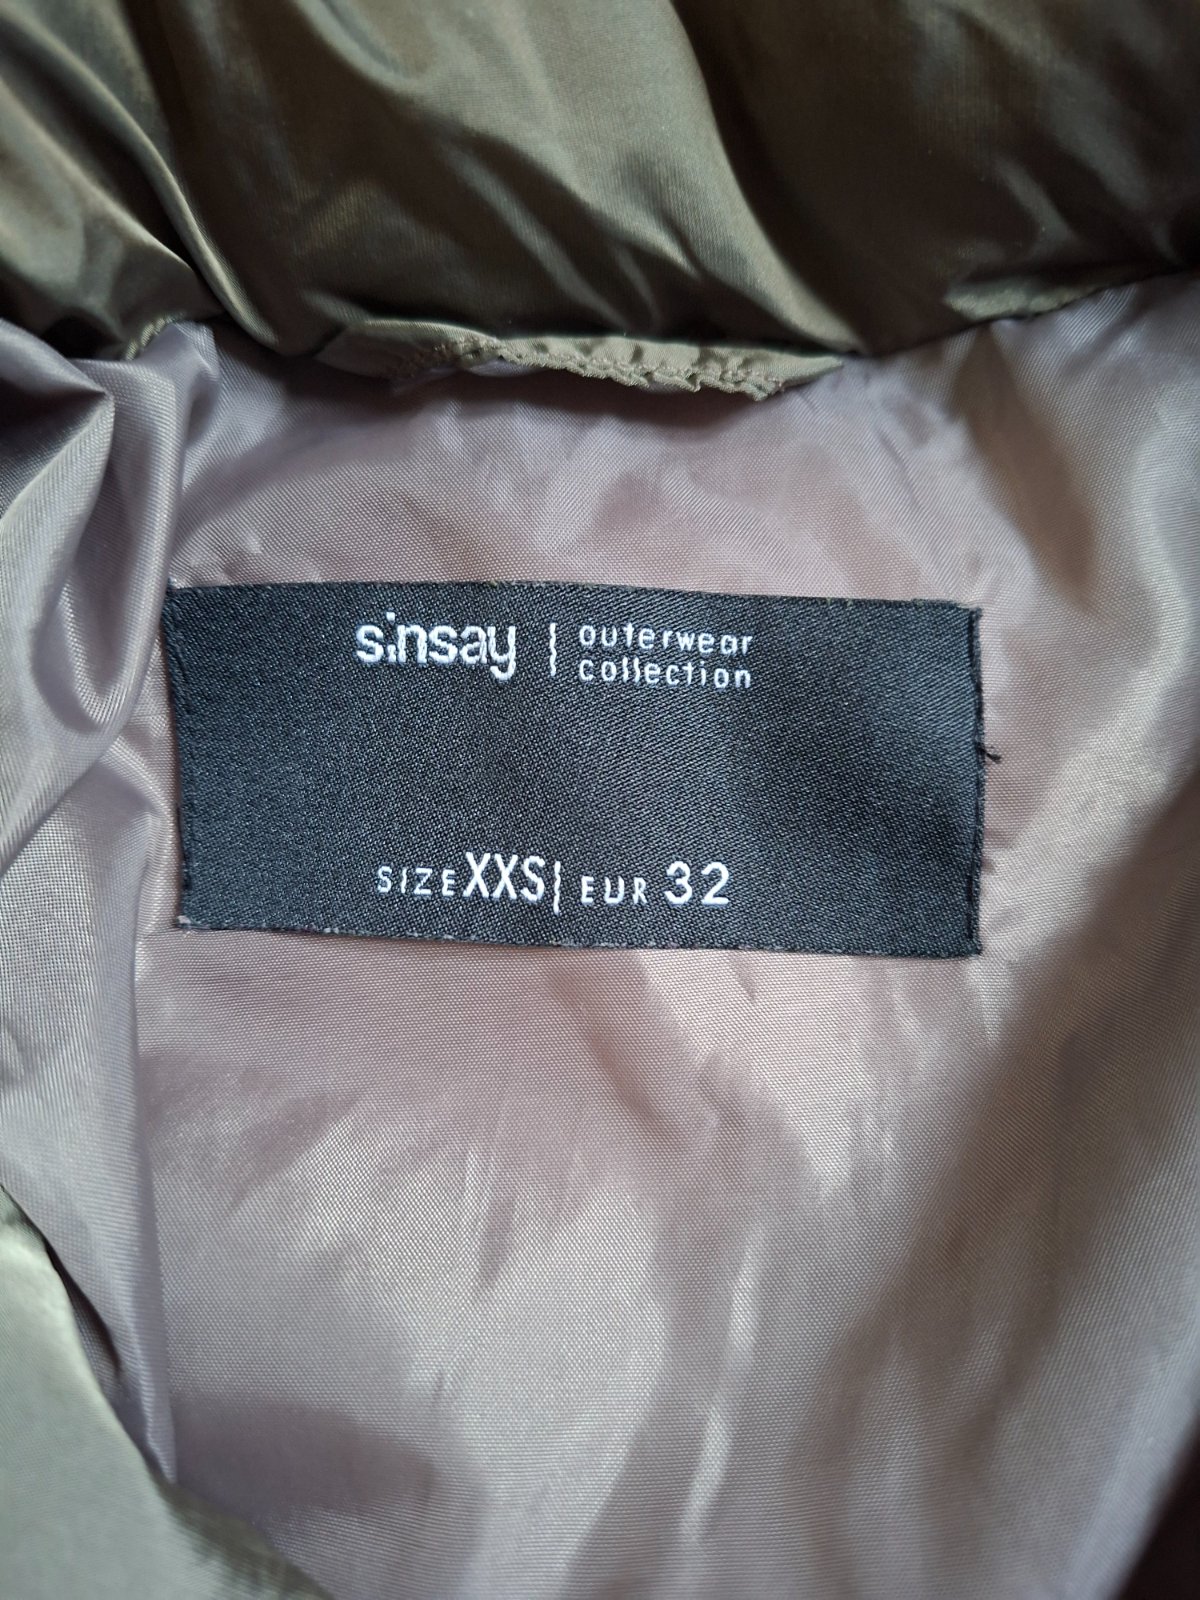 sinsay | outerwear
collection
SIZE XXS | EUR 32